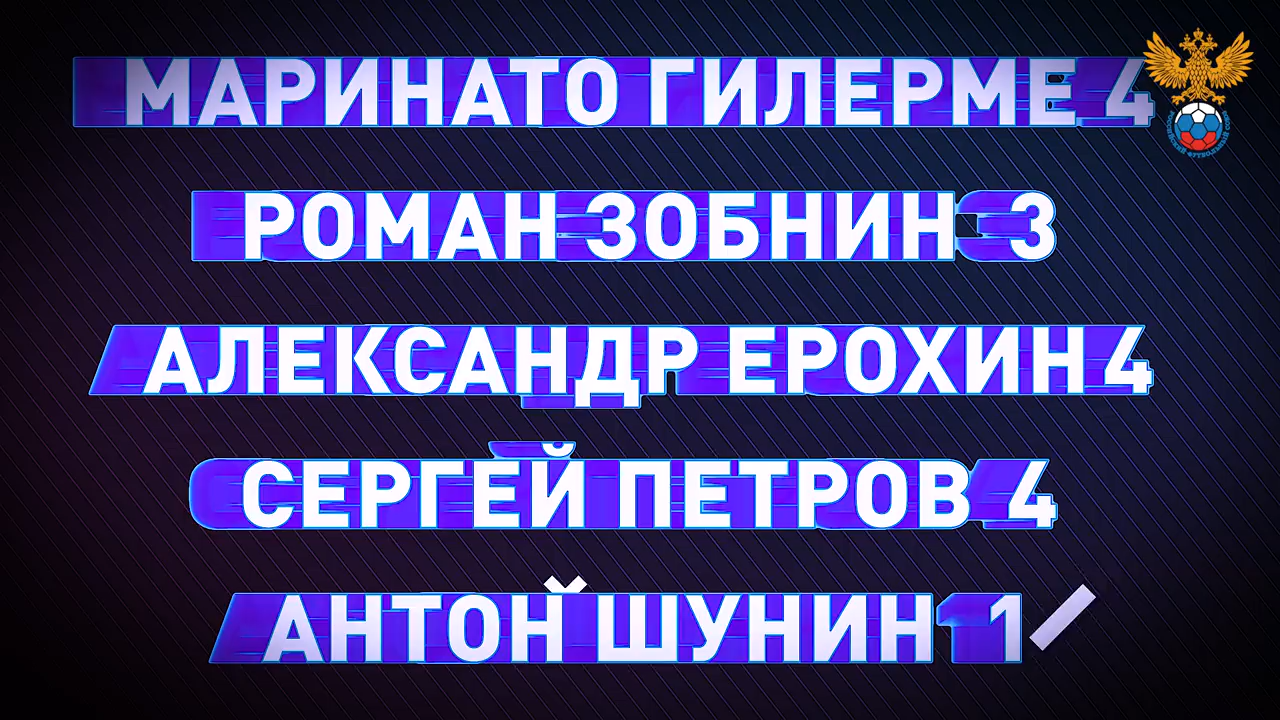 МАРИНАТО ГИЛЕРМЕ 4
РОМАН ЗОБНИН 3
АЛЕКСАНДР ЕРОХИН 4
СЕРГЕЙ ПЕТРОВ 4
АНТОН ШУНИН 1